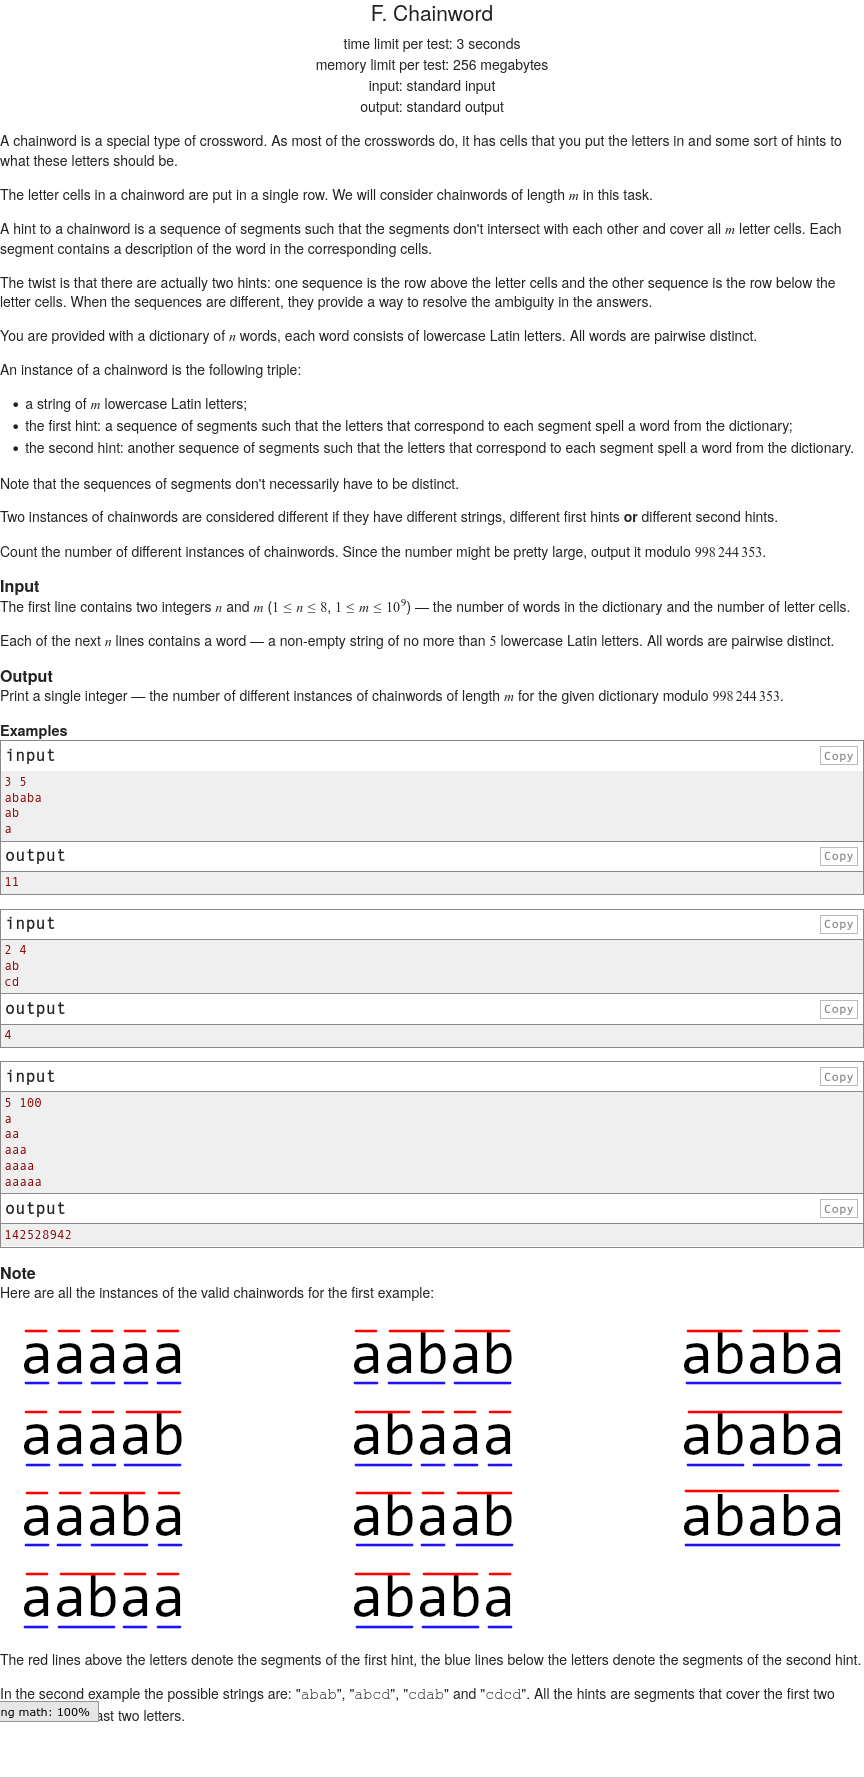 F. Chainword
time limit per test: 3 seconds
memory limit per test: 256 megabytes
input: standard input
output: standard output
A chainword is a special type of crossword. As most of the crosswords do, it has cells that you put the letters in and some sort of hints to
what these letters should be.
The letter cells in a chainword are put in a single row. We will consider chainwords of length m in this task.
A hint to a chainword is a sequence of segments such that the segments don't intersect with each other and cover all m letter cells. Each
segment contains a description of the word in the corresponding cells.
The twist is that there are actually two hints: one sequence is the row above the letter cells and the other sequence is the row below the
letter cells. When the sequences are different, they provide a way to resolve the ambiguity in the answers.
You are provided with a dictionary of n words, each word consists of lowercase Latin letters. All words are pairwise distinct.
An instance of a chainword is the following triple:
• a string of m lowercase Latin letters;
• the first hint: a sequence of segments such that the letters that correspond to each segment spell a word from the dictionary;
• the second hint: another sequence of segments such that the letters that correspond to each segment spell a word from the dictionary.
Note that the sequences of segments don't necessarily have to be distinct.
Two instances of chainwords are considered different if they have different strings, different first hints or different second hints.
Count the number of different instances of chainwords. Since the number might be pretty large, output it modulo 998 244 353.
Input
The first line contains two integers n and m (1 ≤ n ≤ 8, 1 ≤ m ≤ 10⁹) — the number of words in the dictionary and the number of letter cells.
Each of the next n lines contains a word — a non-empty string of no more than 5 lowercase Latin letters. All words are pairwise distinct.
Output
Print a single integer — the number of different instances of chainwords of length m for the given dictionary modulo 998 244 353.
Examples
input Copy
3 5
ababa
ab
a
output Copy
11
input Copy
2 4
ab
cd
output Copy
4
input Copy
5 100
a
aa
aaa
aaaa
aaaaa
output Copy
142528942
Note
Here are all the instances of the valid chainwords for the first example:
aaaaa aabab ababa
aaaab abaaa ababa
aaaba abaab ababa
aabaa ababa
The red lines above the letters denote the segments of the first hint, the blue lines below the letters denote the segments of the second hint.
In the second example the possible strings are: "abab", "abcd", "cdab" and "cdcd". All the hints are segments that cover the first two
ng math: 100% ast two letters.